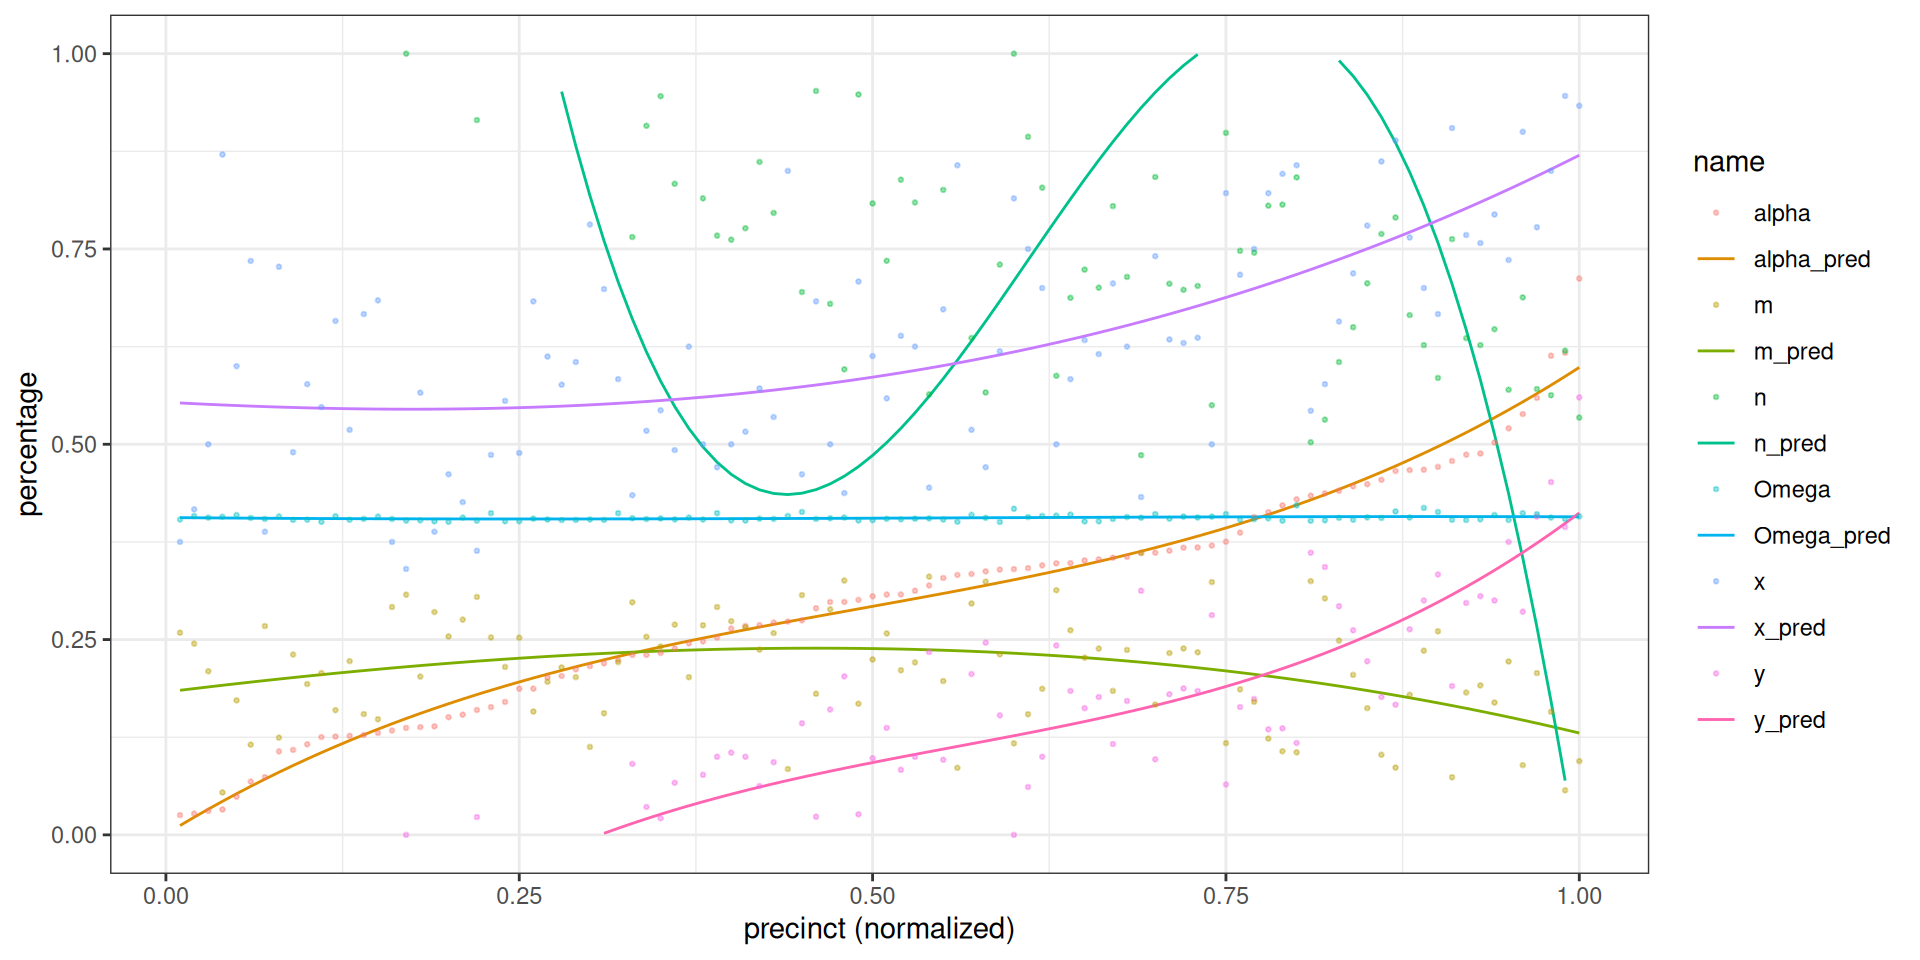 1.00
0.75
0.50
0.25
0.00
percentage
0.00 0.25 0.50 0.75 1.00
precinct (normalized)
name
alpha
alpha_pred
m
m_pred
n
n_pred
Omega
Omega_pred
x
x_pred
y
y_pred